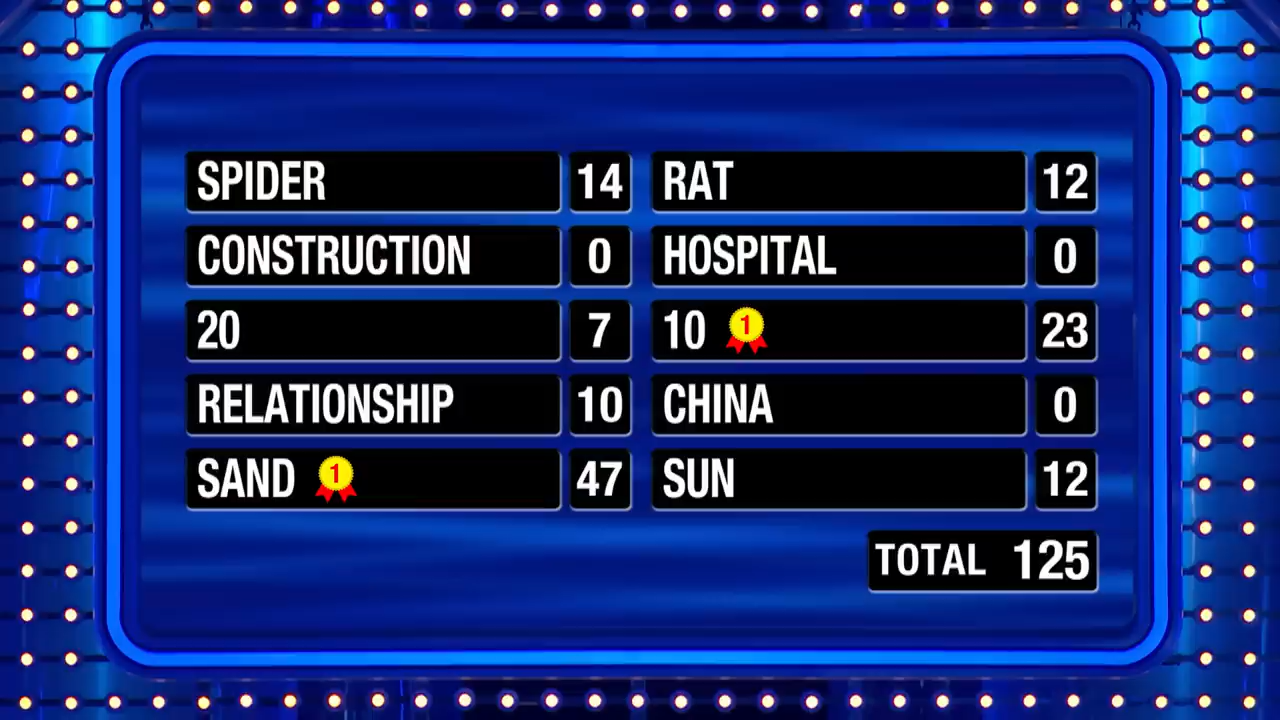 SPIDER 14 RAT 12
CONSTRUCTION 0 HOSPITAL 0
20 7 10 1 23
RELATIONSHIP 10 CHINA 0
SAND 1 47 SUN 12
TOTAL 125